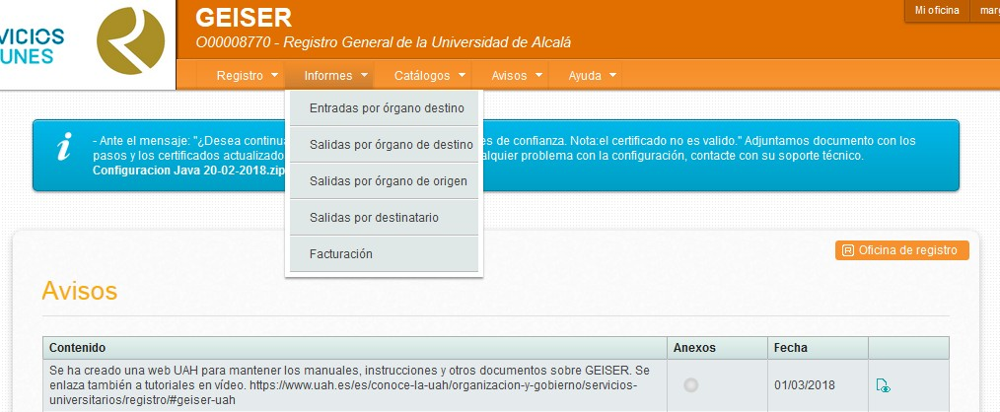 VICIOS
UNES
GEISER
O00008770 - Registro General de la Universidad de Alcalá
Mi oficina
Registro
Informes
Catálogos
Avisos
Ayuda
Entradas por órgano destino
Salidas por órgano de destino
Salidas por órgano de origen
Salidas por destinatario
Facturación
- Ante el mensaje: "¿Desea continu es de confianza. Nota:el certificado no es valido." Adjuntamos documento con los
pasos y los certificados actualizado alquier problema con la configuración, contacte con su soporte técnico.
Configuracion Java 20-02-2018.zip
R Oficina de registro
Avisos
Contenido Anexos Fecha
Se ha creado una web UAH para mantener los manuales, instrucciones y otros documentos sobre GEISER. Se
enlaza también a tutoriales en vídeo. https://www.uah.es/es/conoce-la-uah/organizacion-y-gobierno/servicios-
universitarios/registro/#geiser-uah
01/03/2018